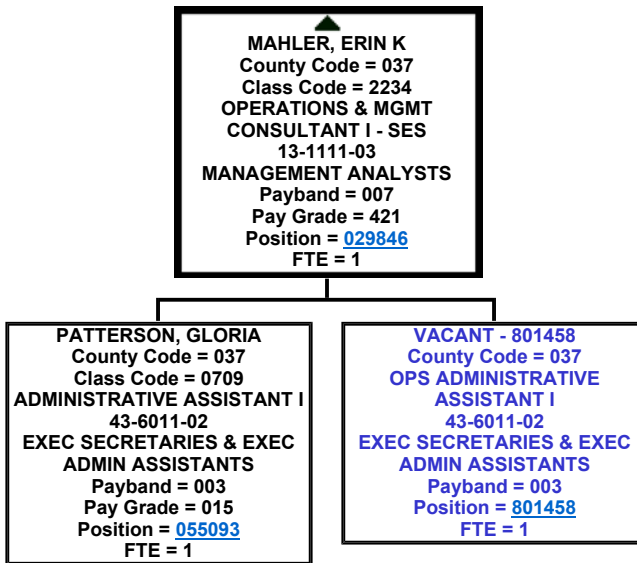 MAHLER, ERIN K
County Code = 037
Class Code = 2234
OPERATIONS & MGMT
CONSULTANT I - SES
13-1111-03
MANAGEMENT ANALYSTS
Payband = 007
Pay Grade = 421
Position = 029846
FTE = 1
PATTERSON, GLORIA
County Code = 037
Class Code = 0709
ADMINISTRATIVE ASSISTANT I
43-6011-02
EXEC SECRETARIES & EXEC
ADMIN ASSISTANTS
Payband = 003
Pay Grade = 015
Position = 055093
FTE = 1
VACANT - 801458
County Code = 037
OPS ADMINISTRATIVE
ASSISTANT I
43-6011-02
EXEC SECRETARIES & EXEC
ADMIN ASSISTANTS
Payband = 003
Position = 801458
FTE = 1